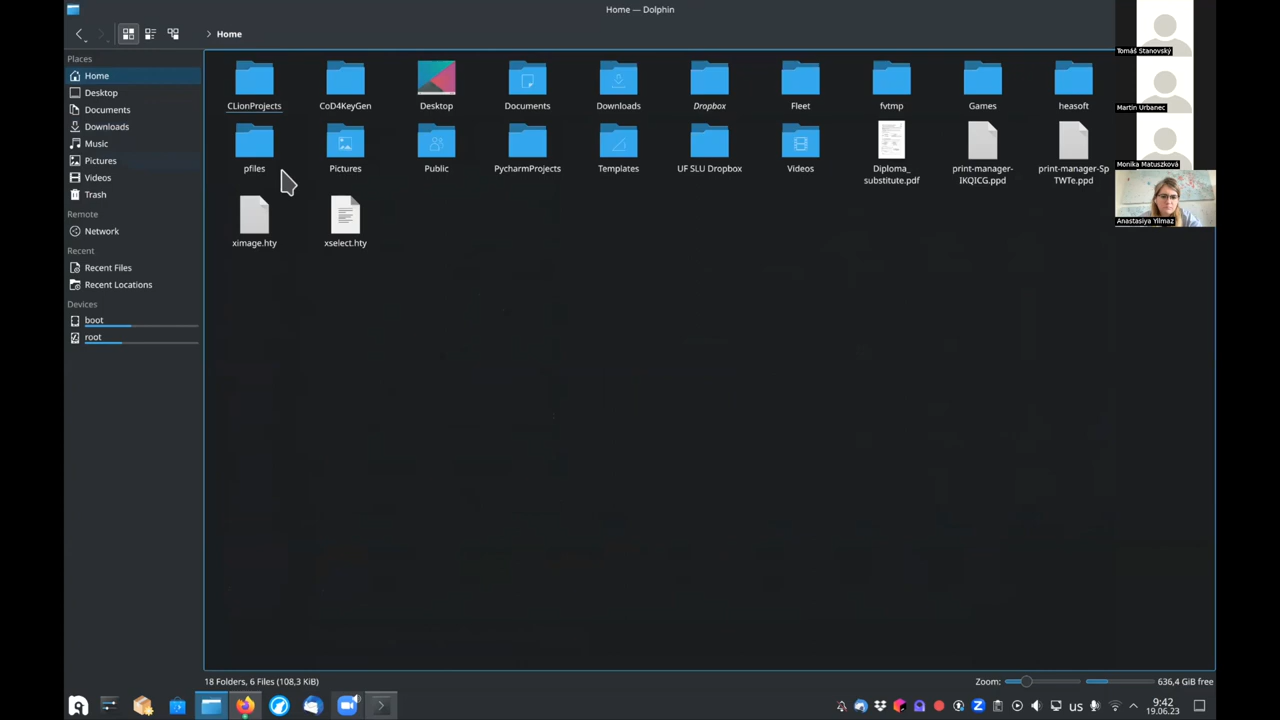 Home — Dolphin
Home
Places
Home
Desktop
Documents
Downloads
Music
Pictures
Videos
Trash
Remote
Network
Recent
Recent Files
Recent Locations
Devices
boot
root
CLionProjects
CoD4KeyGen
Desktop
Documents
Downloads
Dropbox
Fleet
fvtmp
Games
heasoft
pfiles
Pictures
Public
PycharmProjects
Templates
UF SLU Dropbox
Videos
Diploma_
substitute.pdf
print-manager-
IKQICG.ppd
print-manager-Sp
TWTe.ppd
ximage.hty
xselect.hty
18 Folders, 6 Files (108,3 KiB)
Zoom:
636,4 GiB free
Tomáš Stanovský
Martin Urbanec
Monika Matuszková
Anastasiya Yilmaz
us
9:42
19.06.23